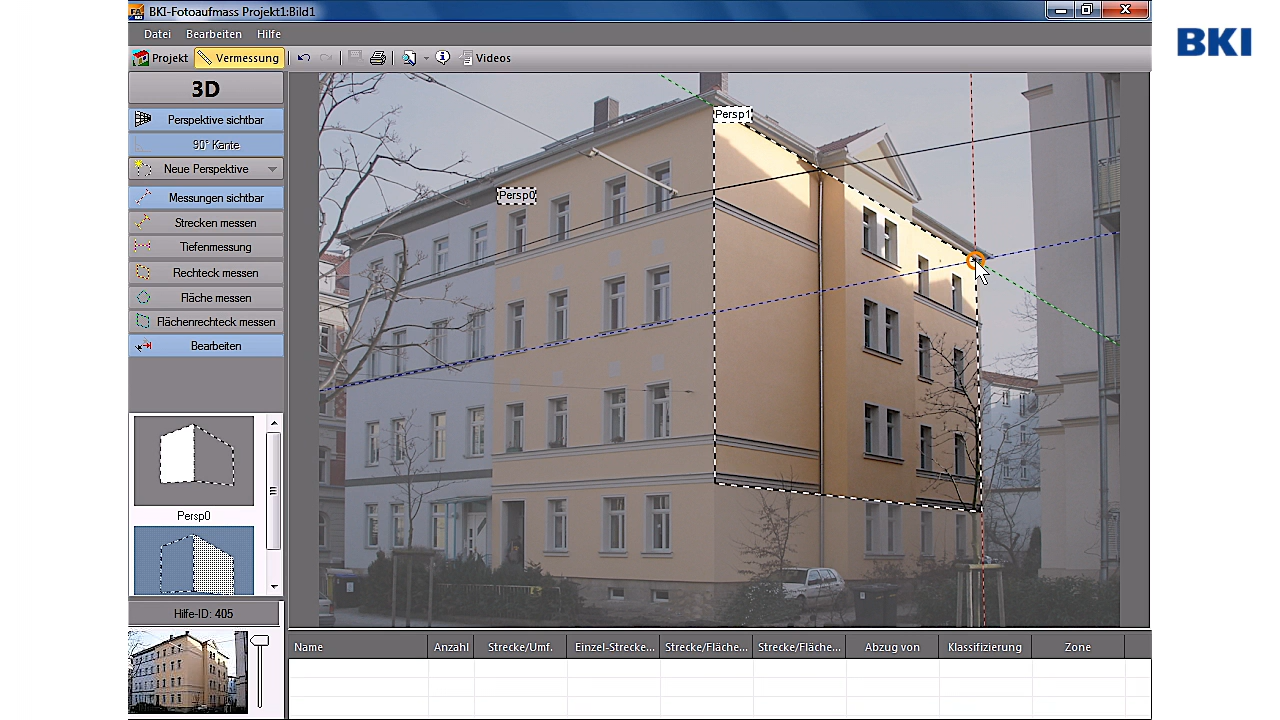 BKI-Fotoaufmass Projekt1:Bild1
BKI
Datei Bearbeiten Hilfe
Projekt Vermessung Videos
3D
Perspektive sichtbar
90° Kante
Neue Perspektive
Messungen sichtbar
Strecken messen
Tiefenmessung
Rechteck messen
Fläche messen
Flächenrechteck messen
Bearbeiten
Persp1
Persp0
Persp0
Hilfe-ID: 405
Name Anzahl Strecke/Umf. Einzel-Strecke... Strecke/Fläche... Strecke/Fläche... Abzug von Klassifizierung Zone